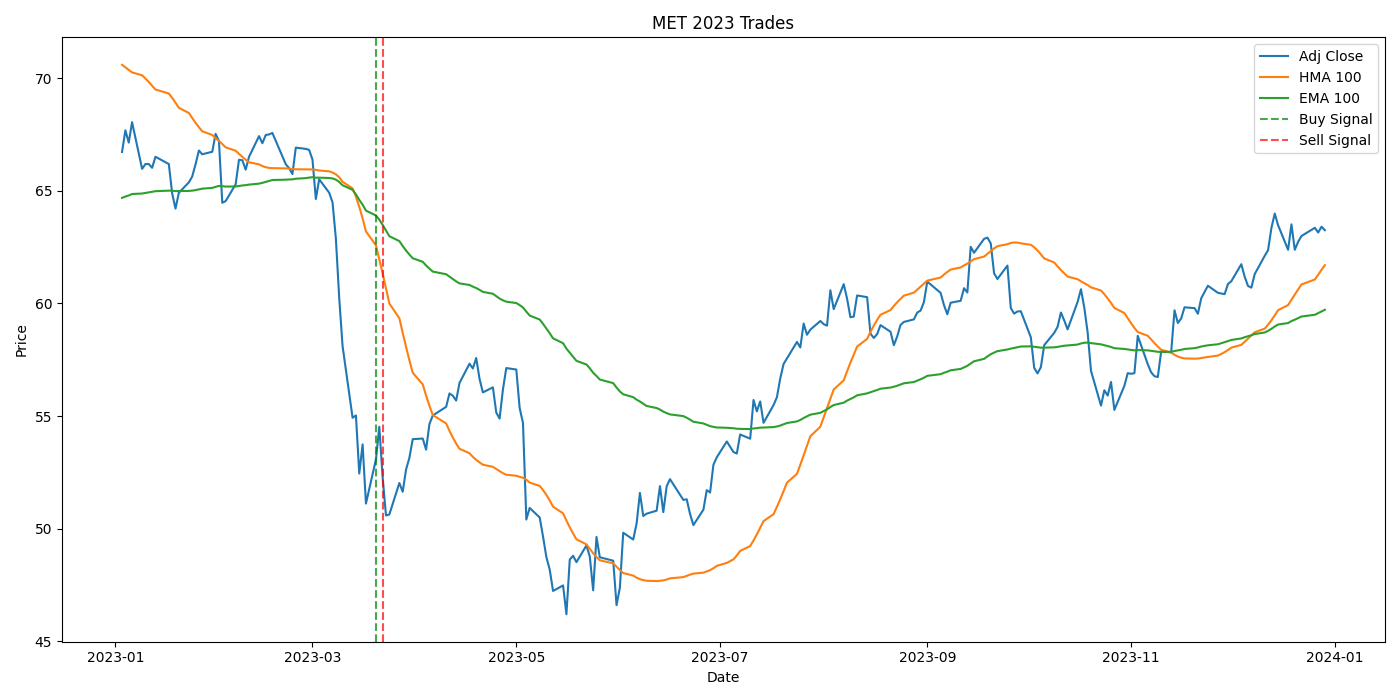 MET 2023 Trades
Adj Close
HMA 100
EMA 100
Buy Signal
Sell Signal
Price
70
65
60
55
50
45
2023-01
2023-03
2023-05
2023-07
2023-09
2023-11
2024-01
Date